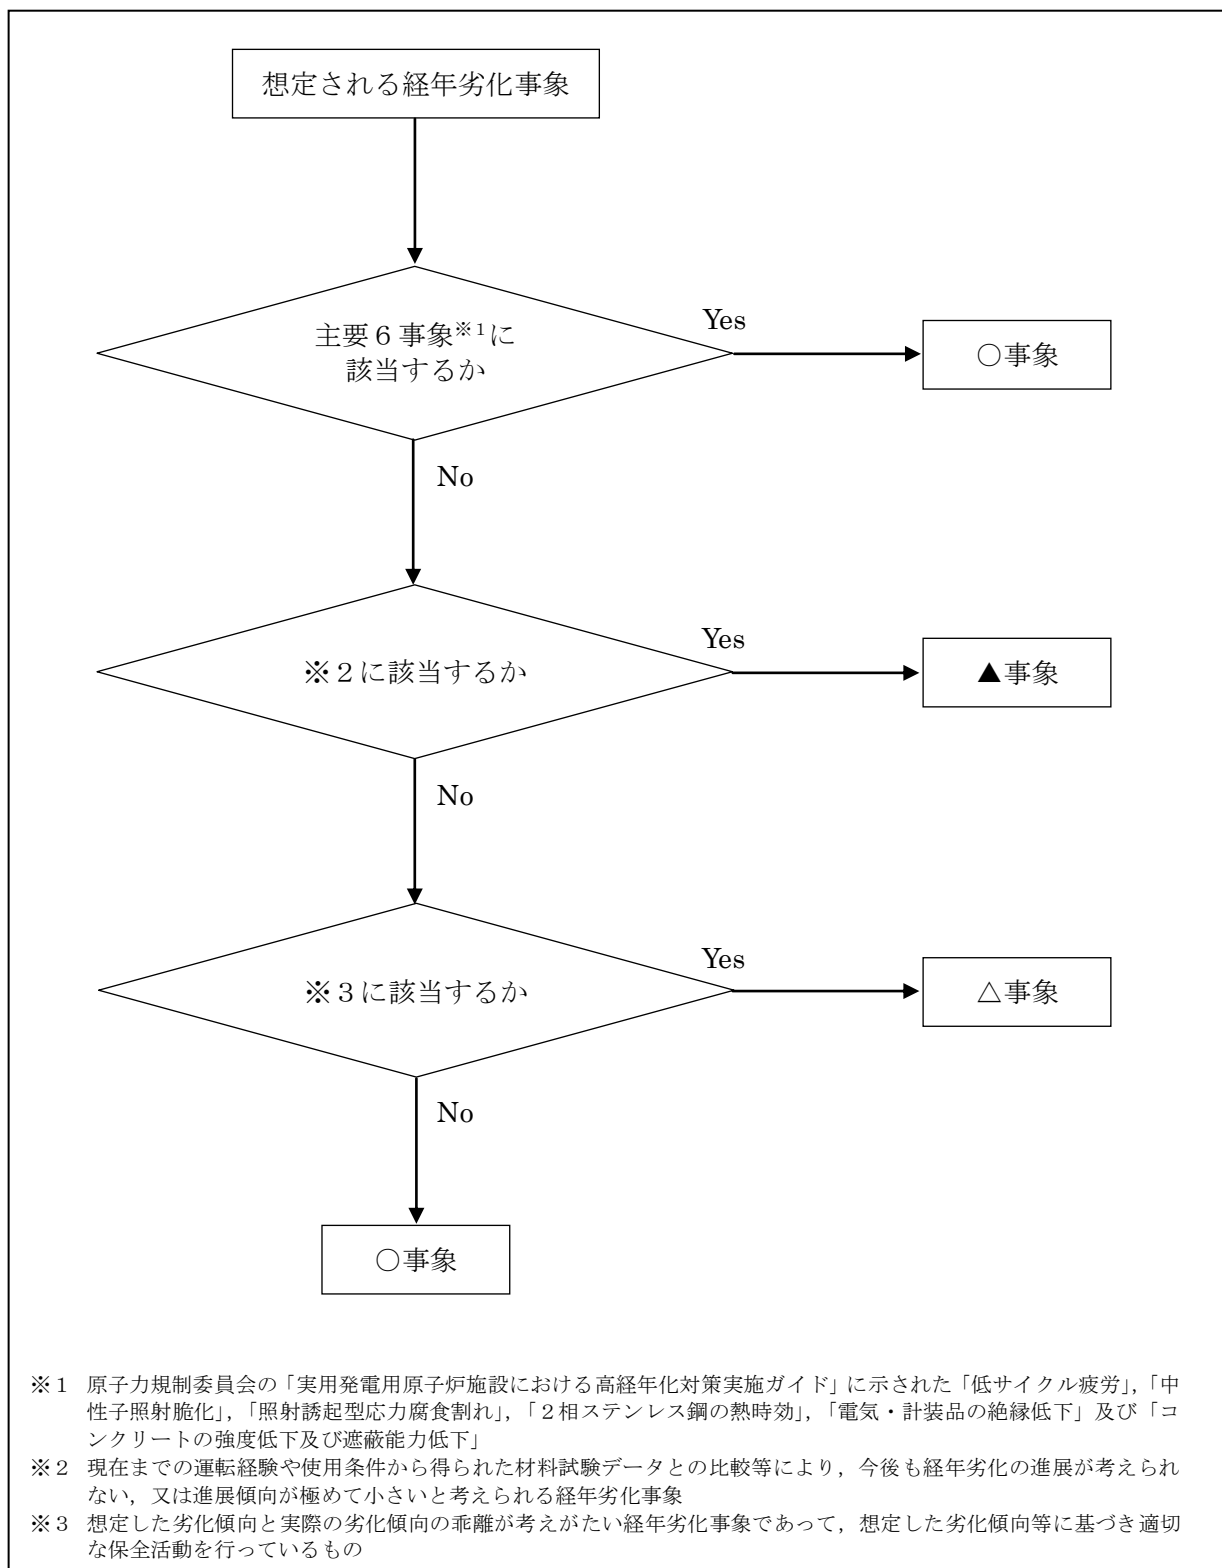 想定される経年劣化事象
主要６事象※1に
該当するか
Yes
○事象
No
※２に該当するか
Yes
▲事象
No
※３に該当するか
Yes
△事象
No
○事象
※１ 原子力規制委員会の「実用発電用原子炉施設における高経年化対策実施ガイド」に示された「低サイクル疲労」，「中
性子照射脆化」，「照射誘起型応力腐食割れ」，「２相ステンレス鋼の熱時効」，「電気・計装品の絶縁低下」及び「コ
ンクリートの強度低下及び遮蔽能力低下」
※２ 現在までの運転経験や使用条件から得られた材料試験データとの比較等により，今後も経年劣化の進展が考えられ
ない，又は進展傾向が極めて小さいと考えられる経年劣化事象
※３ 想定した劣化傾向と実際の劣化傾向の乖離が考えがたい経年劣化事象であって，想定した劣化傾向等に基づき適切
な保全活動を行っているもの